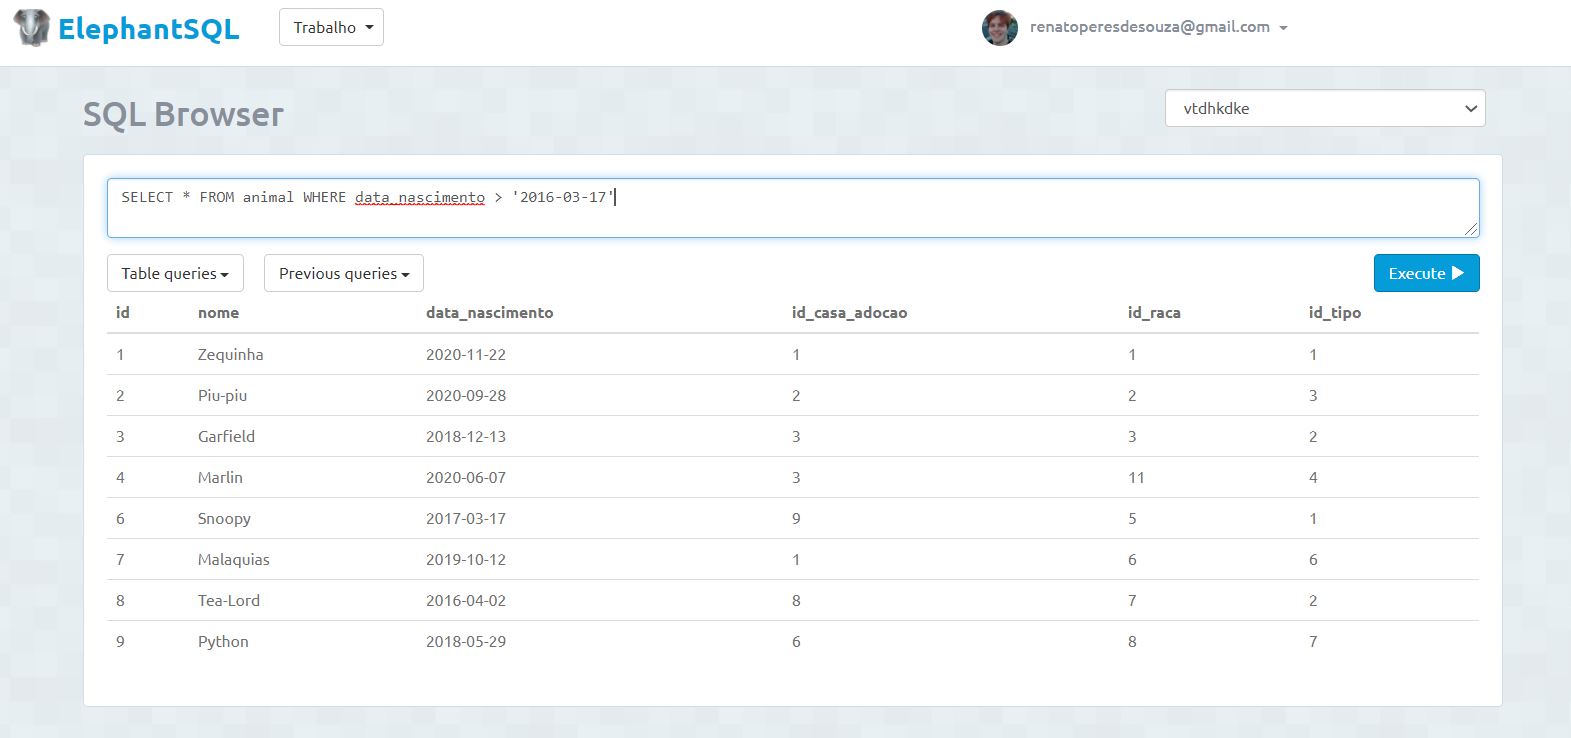 ElephantSQL Trabalho renatoperesdesouza@gmail.com
SQL Browser vtdhkdke
SELECT * FROM animal WHERE data_nascimento > '2016-03-17'
Table queries Previous queries Execute
id nome data_nascimento id_casa_adocao id_raca id_tipo
1 Zequinha 2020-11-22 1 1 1
2 Piu-piu 2020-09-28 2 2 3
3 Garfield 2018-12-13 3 3 2
4 Marlin 2020-06-07 3 11 4
6 Snoopy 2017-03-17 9 5 1
7 Malaquias 2019-10-12 1 6 6
8 Tea-Lord 2016-04-02 8 7 2
9 Python 2018-05-29 6 8 7